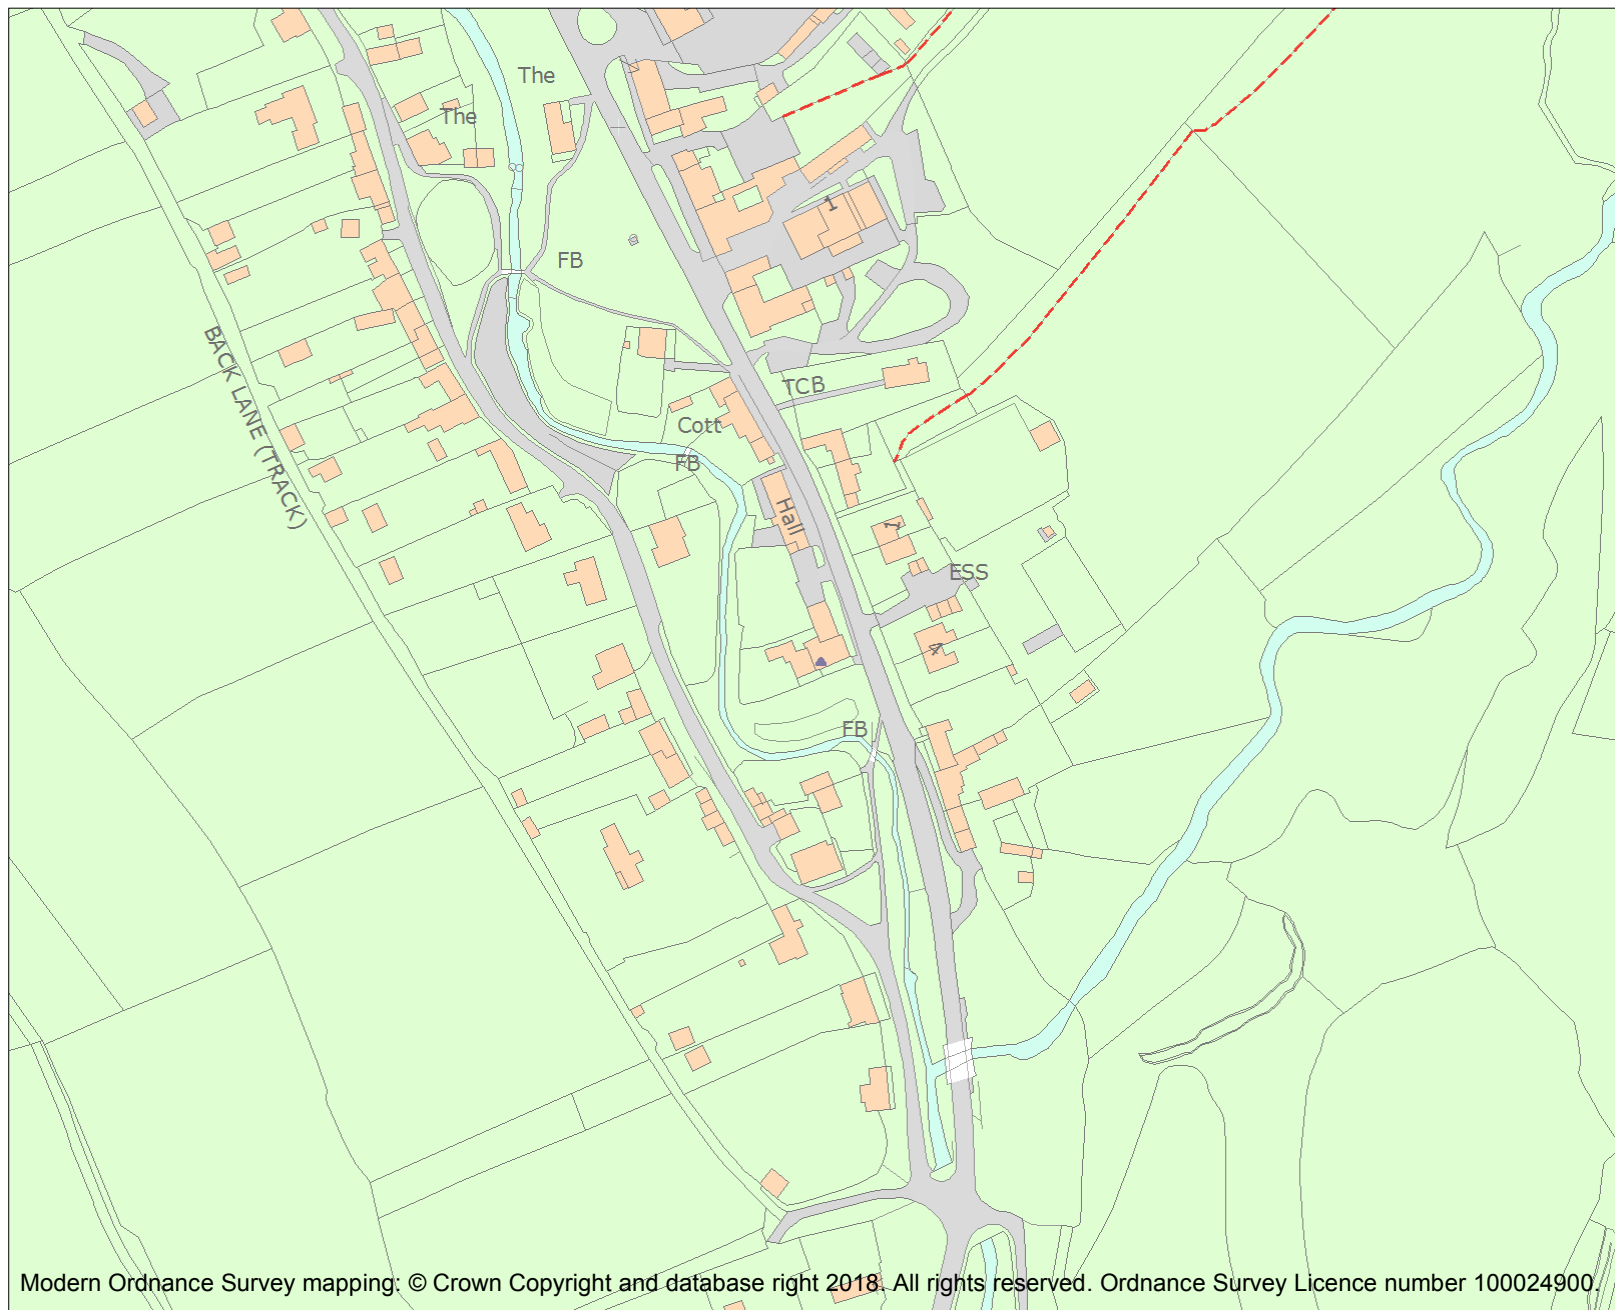 The
The
1
FB
BACK LANE (TRACK)
TCB
Cott
FB
Hall
1
ESS
4
FB
Modern Ordnance Survey mapping: © Crown Copyright and database right 2018. All rights reserved. Ordnance Survey Licence number 100024900.